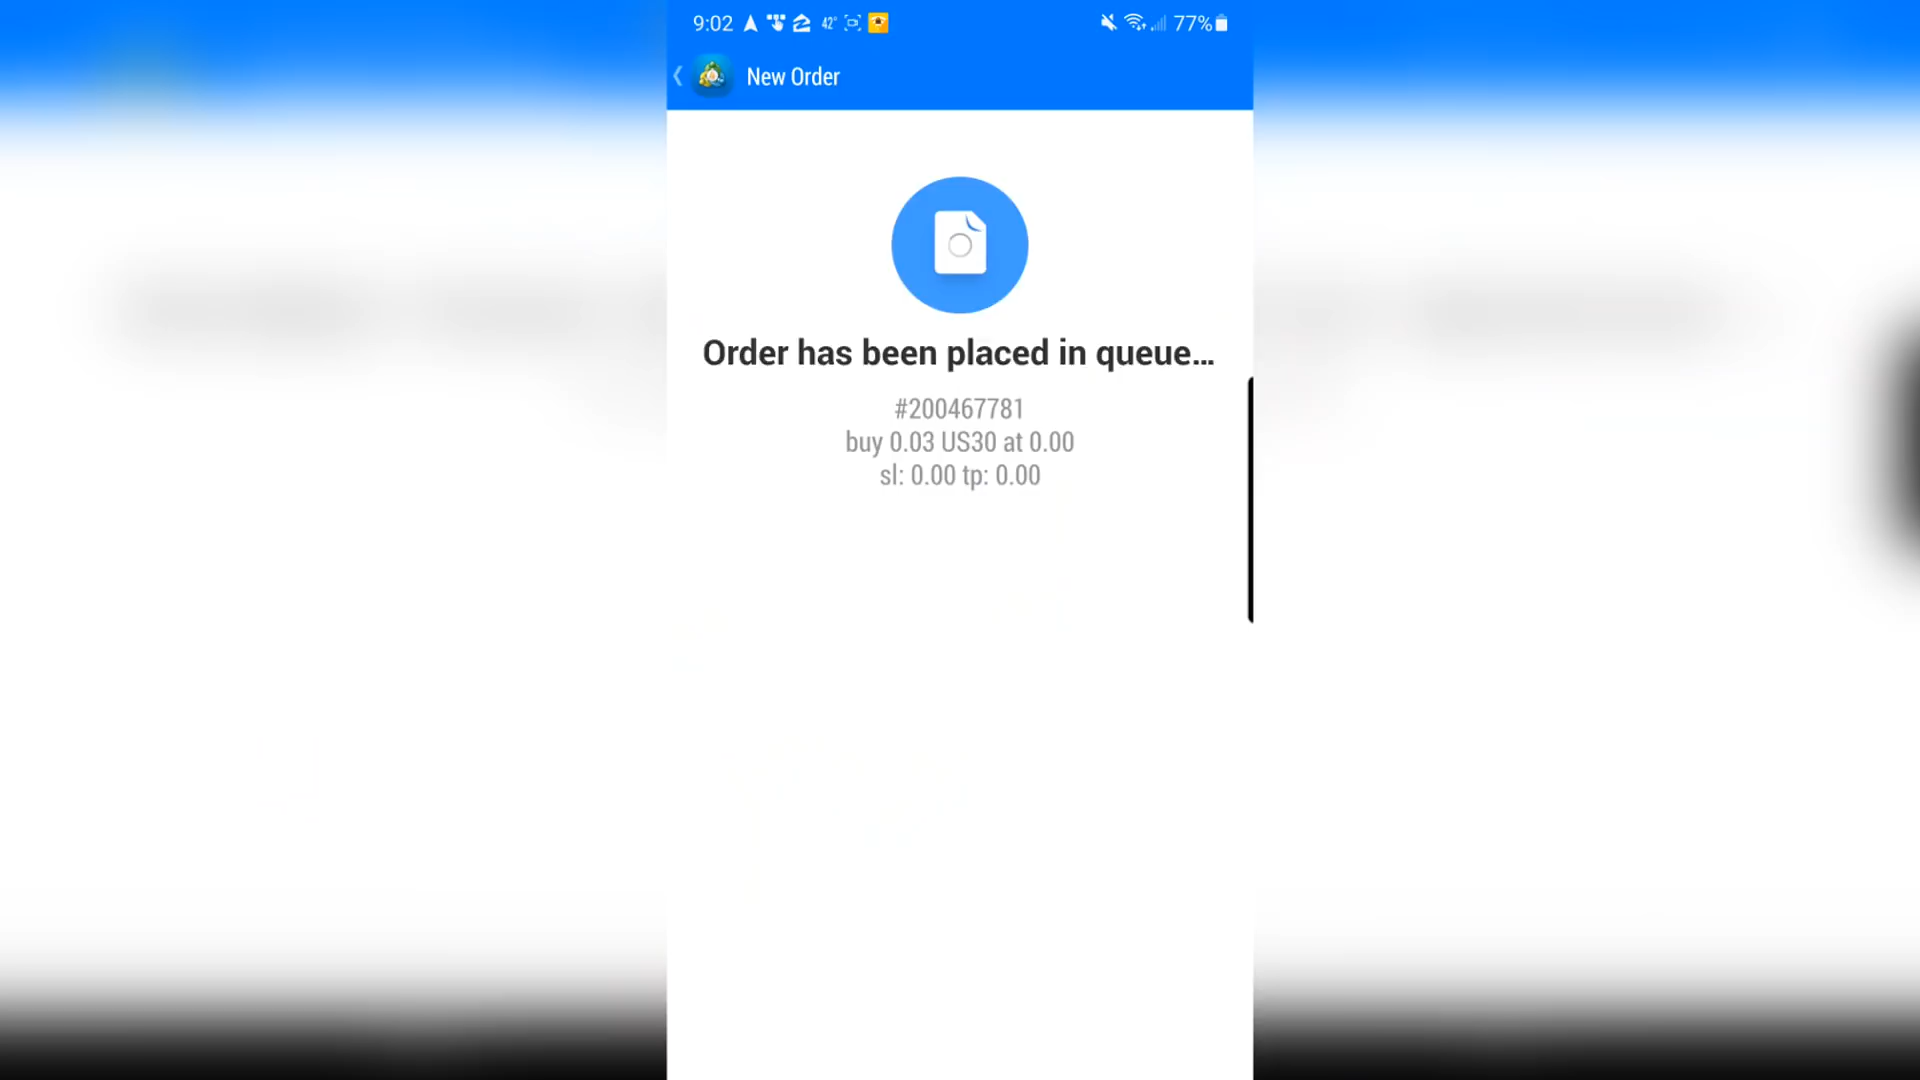 9:02 42° 77%
New Order
Order has been placed in queue...
#200467781
buy 0.03 US30 at 0.00
sl: 0.00 tp: 0.00